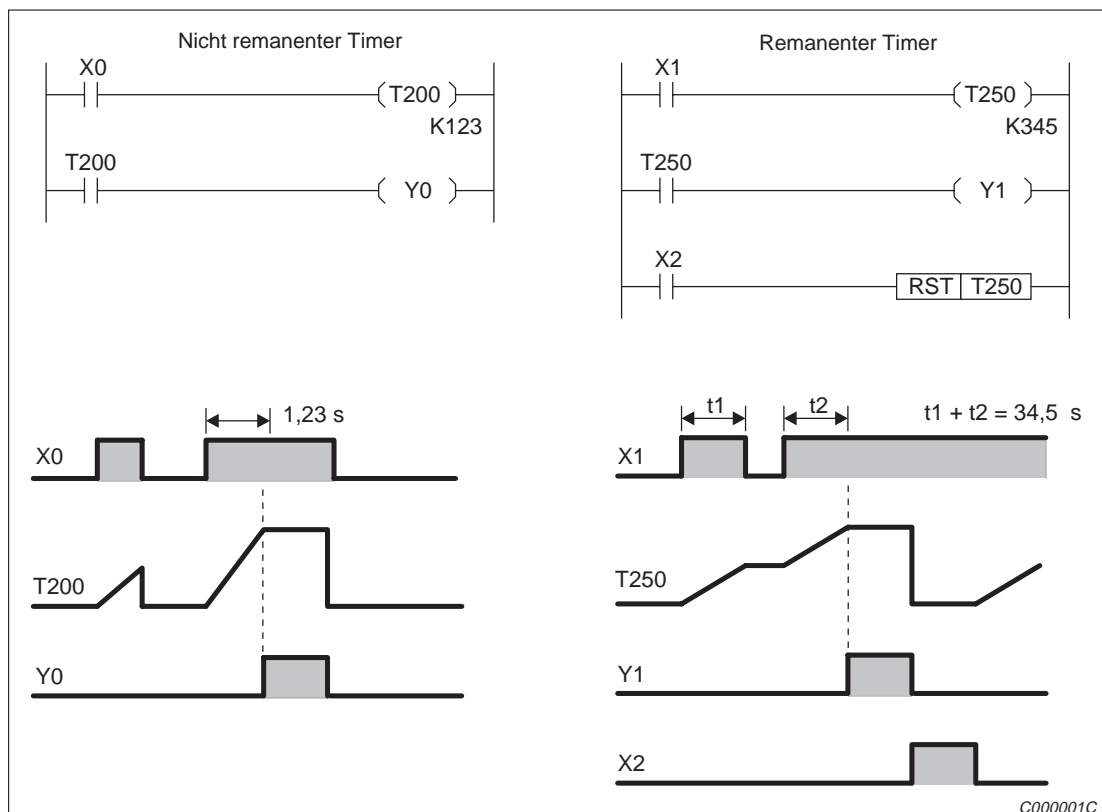 Nicht remanenter Timer
X0
T200
K123
T200
Y0
1,23 s
X0
T200
Y0
Remanenter Timer
X1
T250
K345
T250
Y1
X2
RST T250
t1 t2 t1 + t2 = 34,5 s
X1
T250
Y1
X2
C000001C